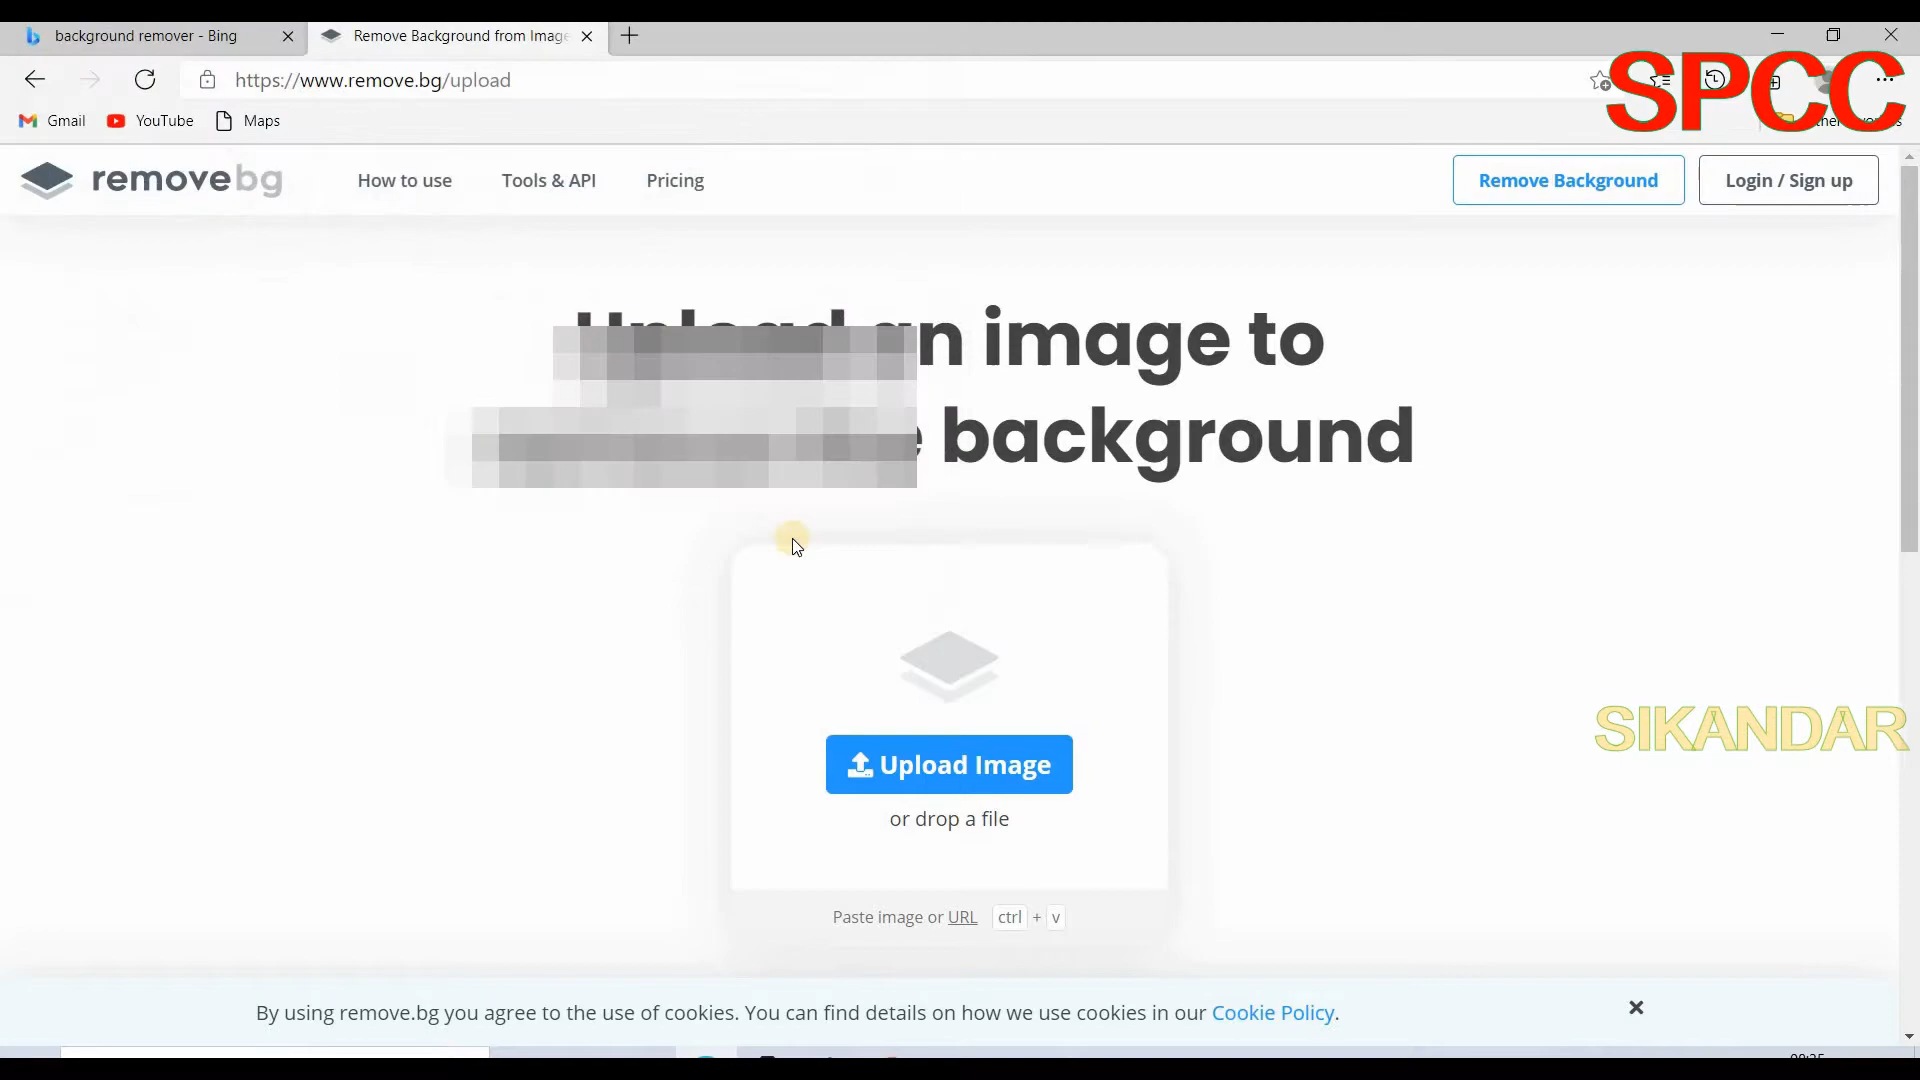 background remover - Bing
Remove Background from Image
https://www.remove.bg/upload
SPCC
Gmail
YouTube
Maps
removebg
How to use
Tools & API
Pricing
Remove Background
Login / Sign up
an image to
background
Upload Image
or drop a file
SIKANDAR
Paste image or URL ctrl + v
By using remove.bg you agree to the use of cookies. You can find details on how we use cookies in our Cookie Policy.